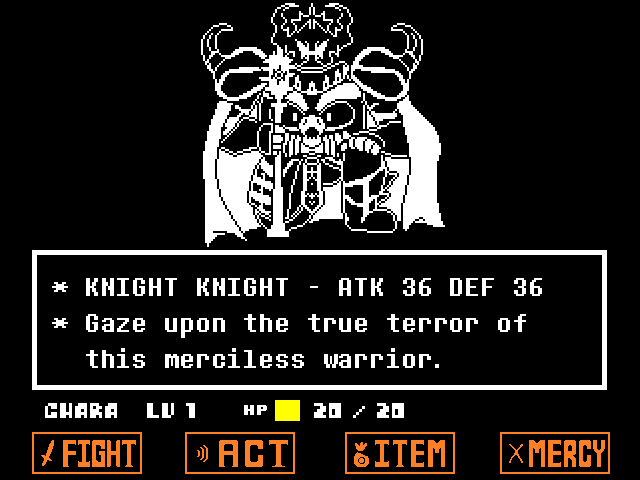 * KNIGHT KNIGHT - ATK 36 DEF 36
* Gaze upon the true terror of
this merciless warrior.
CHARA LV 1 HP 20 / 20
FIGHT ACT ITEM MERCY